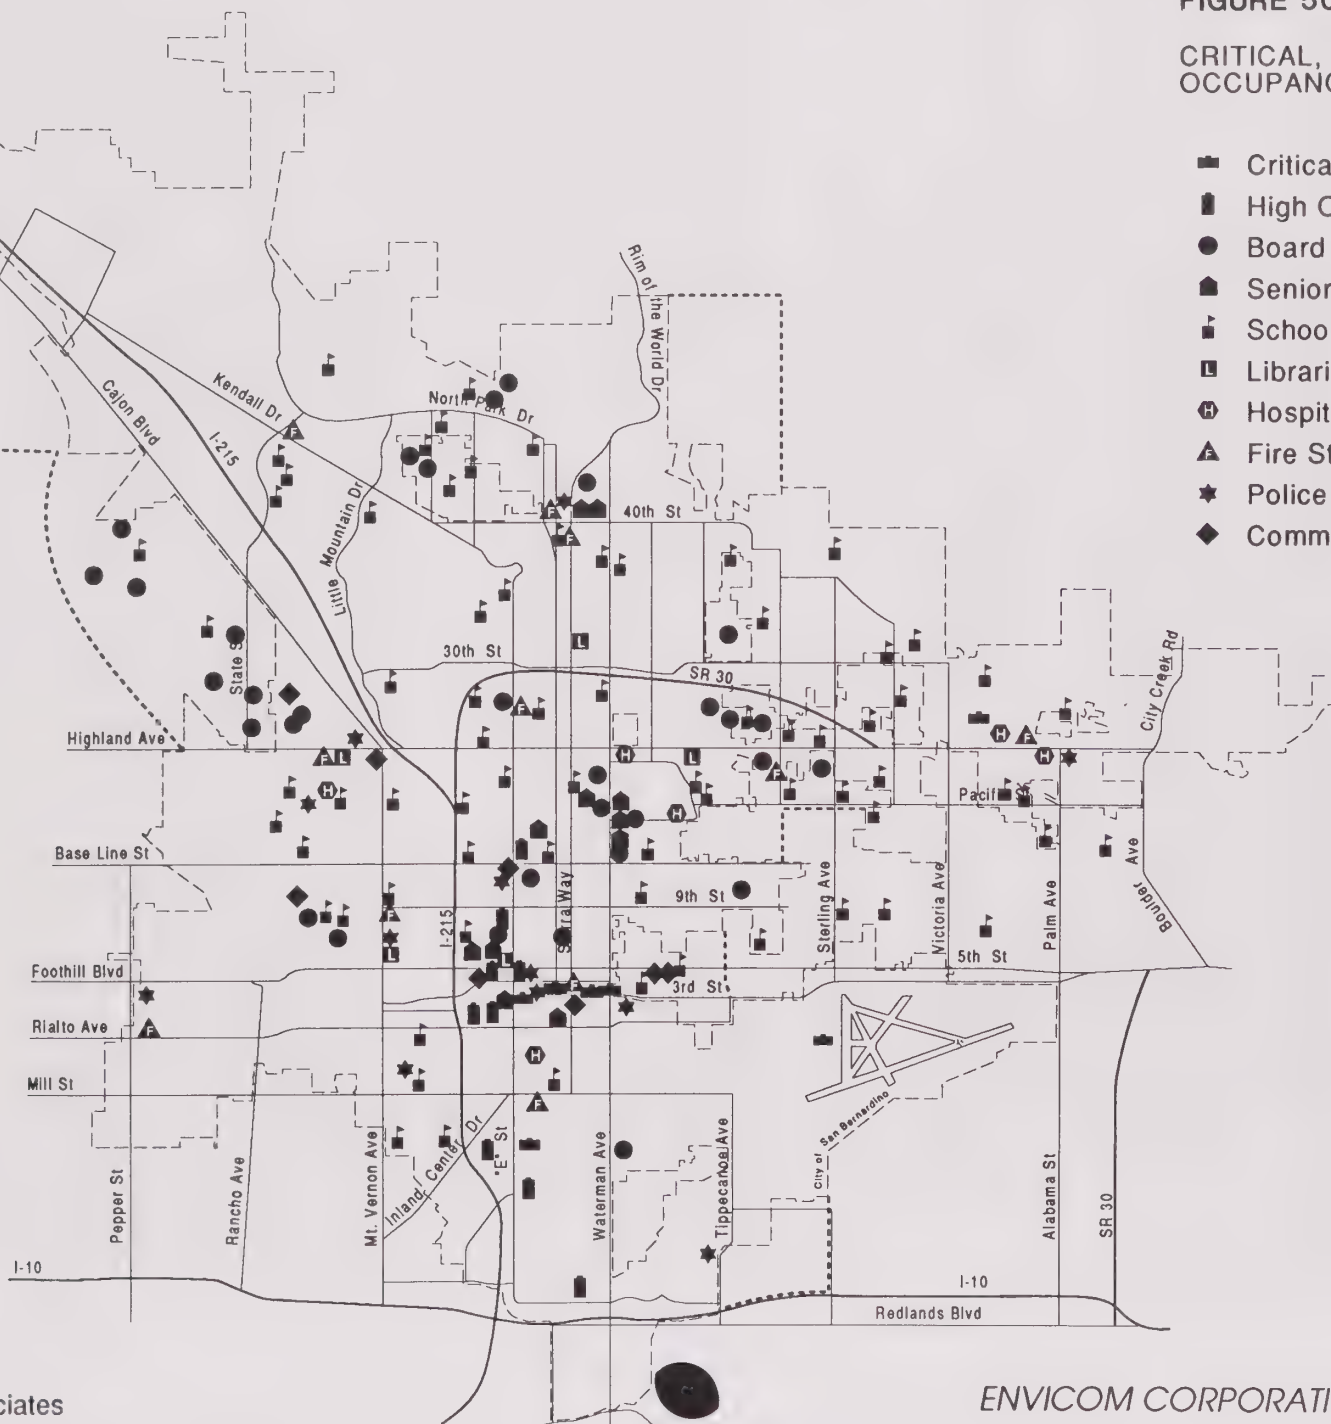 FIGURE 50
CRITICAL,
OCCUPANC
Critica
High O
Board
Senior
Schoo
L Librari
H Hospit
F Fire St
Police
Comm
Rim of the World Dr
Cajon Blvd
Kendall Dr
North Park Dr
I-215
Little Mountain Dr
40th St
State St
30th St
SR 30
City Creek Rd
Highland Ave
Pacific
Base Line St
9th St
Sierra Way
Sterling Ave
Victoria Ave
Palm Ave
Boulder Ave
I-215
Foothill Blvd
5th St
3rd St
Rialto Ave
Mill St
City of San Bernardino
Pepper St
Rancho Ave
Mt. Vernon Ave
Inland Center Dr
"E" St
Waterman Ave
Tippecanoe Ave
Alabama St
SR 30
I-10
I-10
Redlands Blvd
ciates
ENVICOM CORPORATI